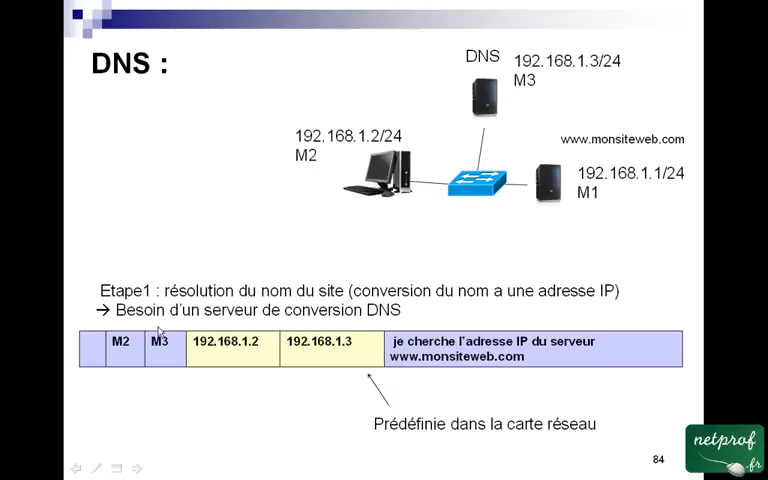 DNS :
DNS
192.168.1.3/24
M3
192.168.1.2/24
M2
www.monsiteweb.com
192.168.1.1/24
M1
Etape1 : résolution du nom du site (conversion du nom a une adresse IP)
→ Besoin d'un serveur de conversion DNS
M2 M3 192.168.1.2 192.168.1.3 je cherche l'adresse IP du serveur
www.monsiteweb.com
Prédéfinie dans la carte réseau
84
netprof
.fr